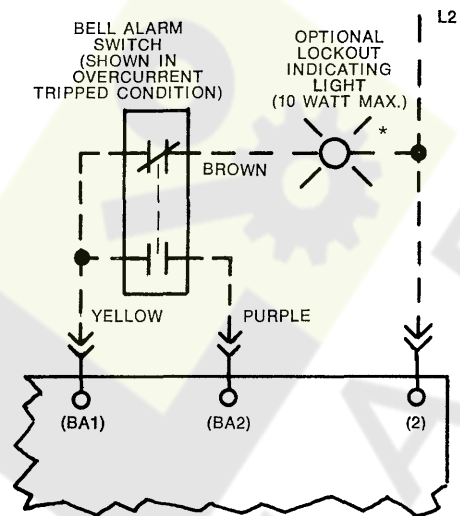 L2
BELL ALARM
SWITCH
(SHOWN IN
OVERCURRENT
TRIPPED CONDITION)
OPTIONAL
LOCKOUT
INDICATING
LIGHT
(10 WATT MAX.)
*
BROWN
YELLOW
PURPLE
(BA1)
(BA2)
(2)